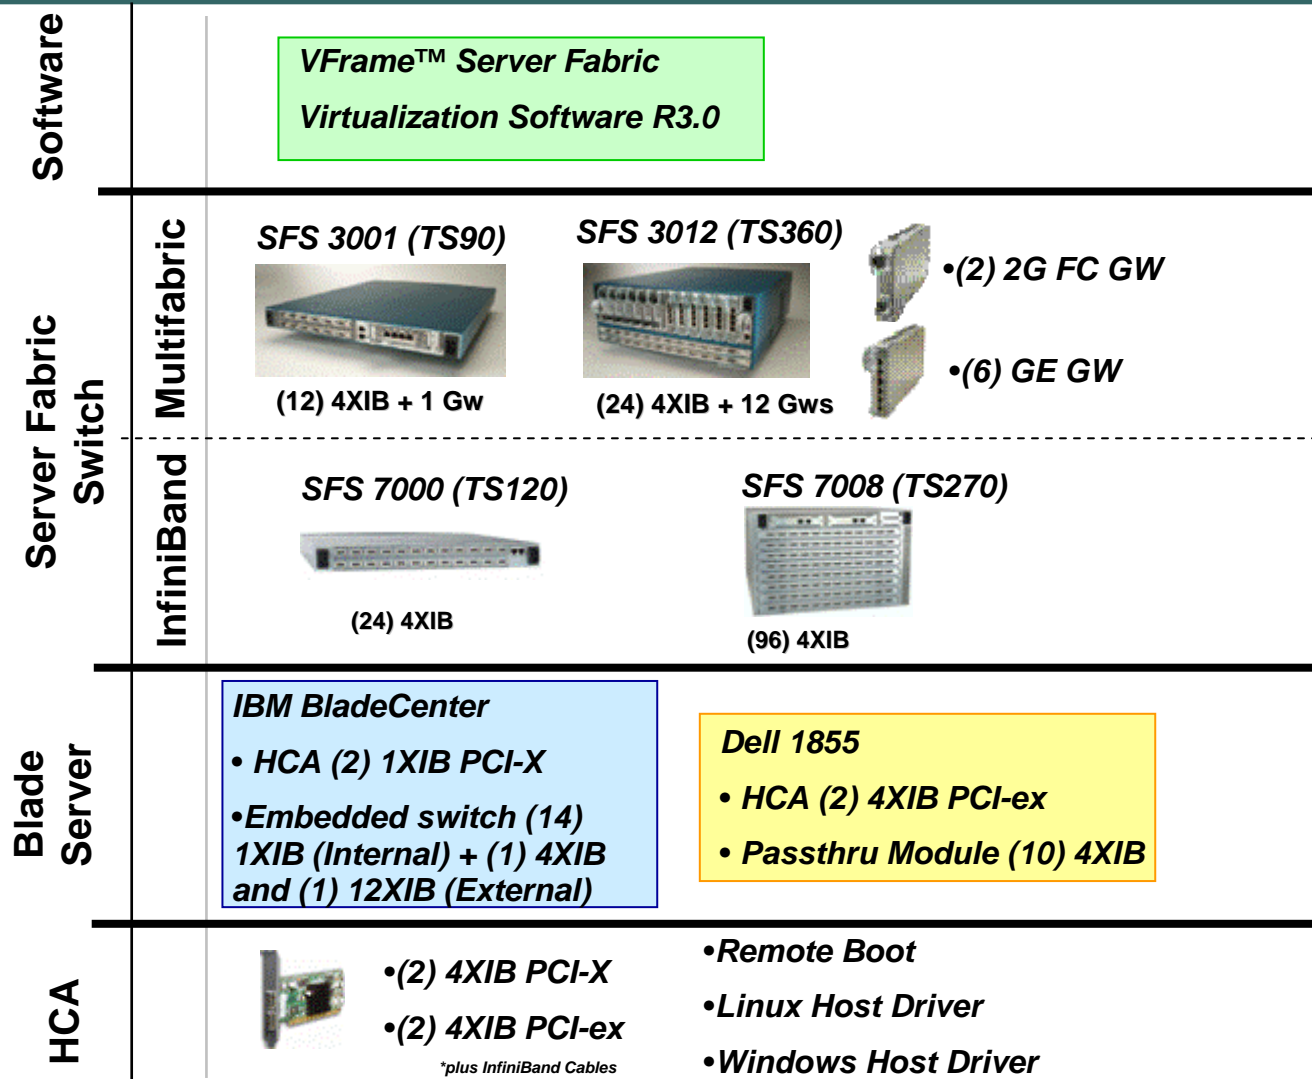 Software
VFrame™ Server Fabric
Virtualization Software R3.0
Server Fabric
Switch
Multifabric
SFS 3001 (TS90)
(12) 4XIB + 1 Gw
SFS 3012 (TS360)
(24) 4XIB + 12 Gws
•(2) 2G FC GW
•(6) GE GW
InfiniBand
SFS 7000 (TS120)
(24) 4XIB
SFS 7008 (TS270)
(96) 4XIB
Blade
Server
IBM BladeCenter
• HCA (2) 1XIB PCI-X
•Embedded switch (14)
1XIB (Internal) + (1) 4XIB
and (1) 12XIB (External)
Dell 1855
• HCA (2) 4XIB PCI-ex
• Passthru Module (10) 4XIB
HCA
•(2) 4XIB PCI-X
•(2) 4XIB PCI-ex
*plus InfiniBand Cables
•Remote Boot
•Linux Host Driver
•Windows Host Driver